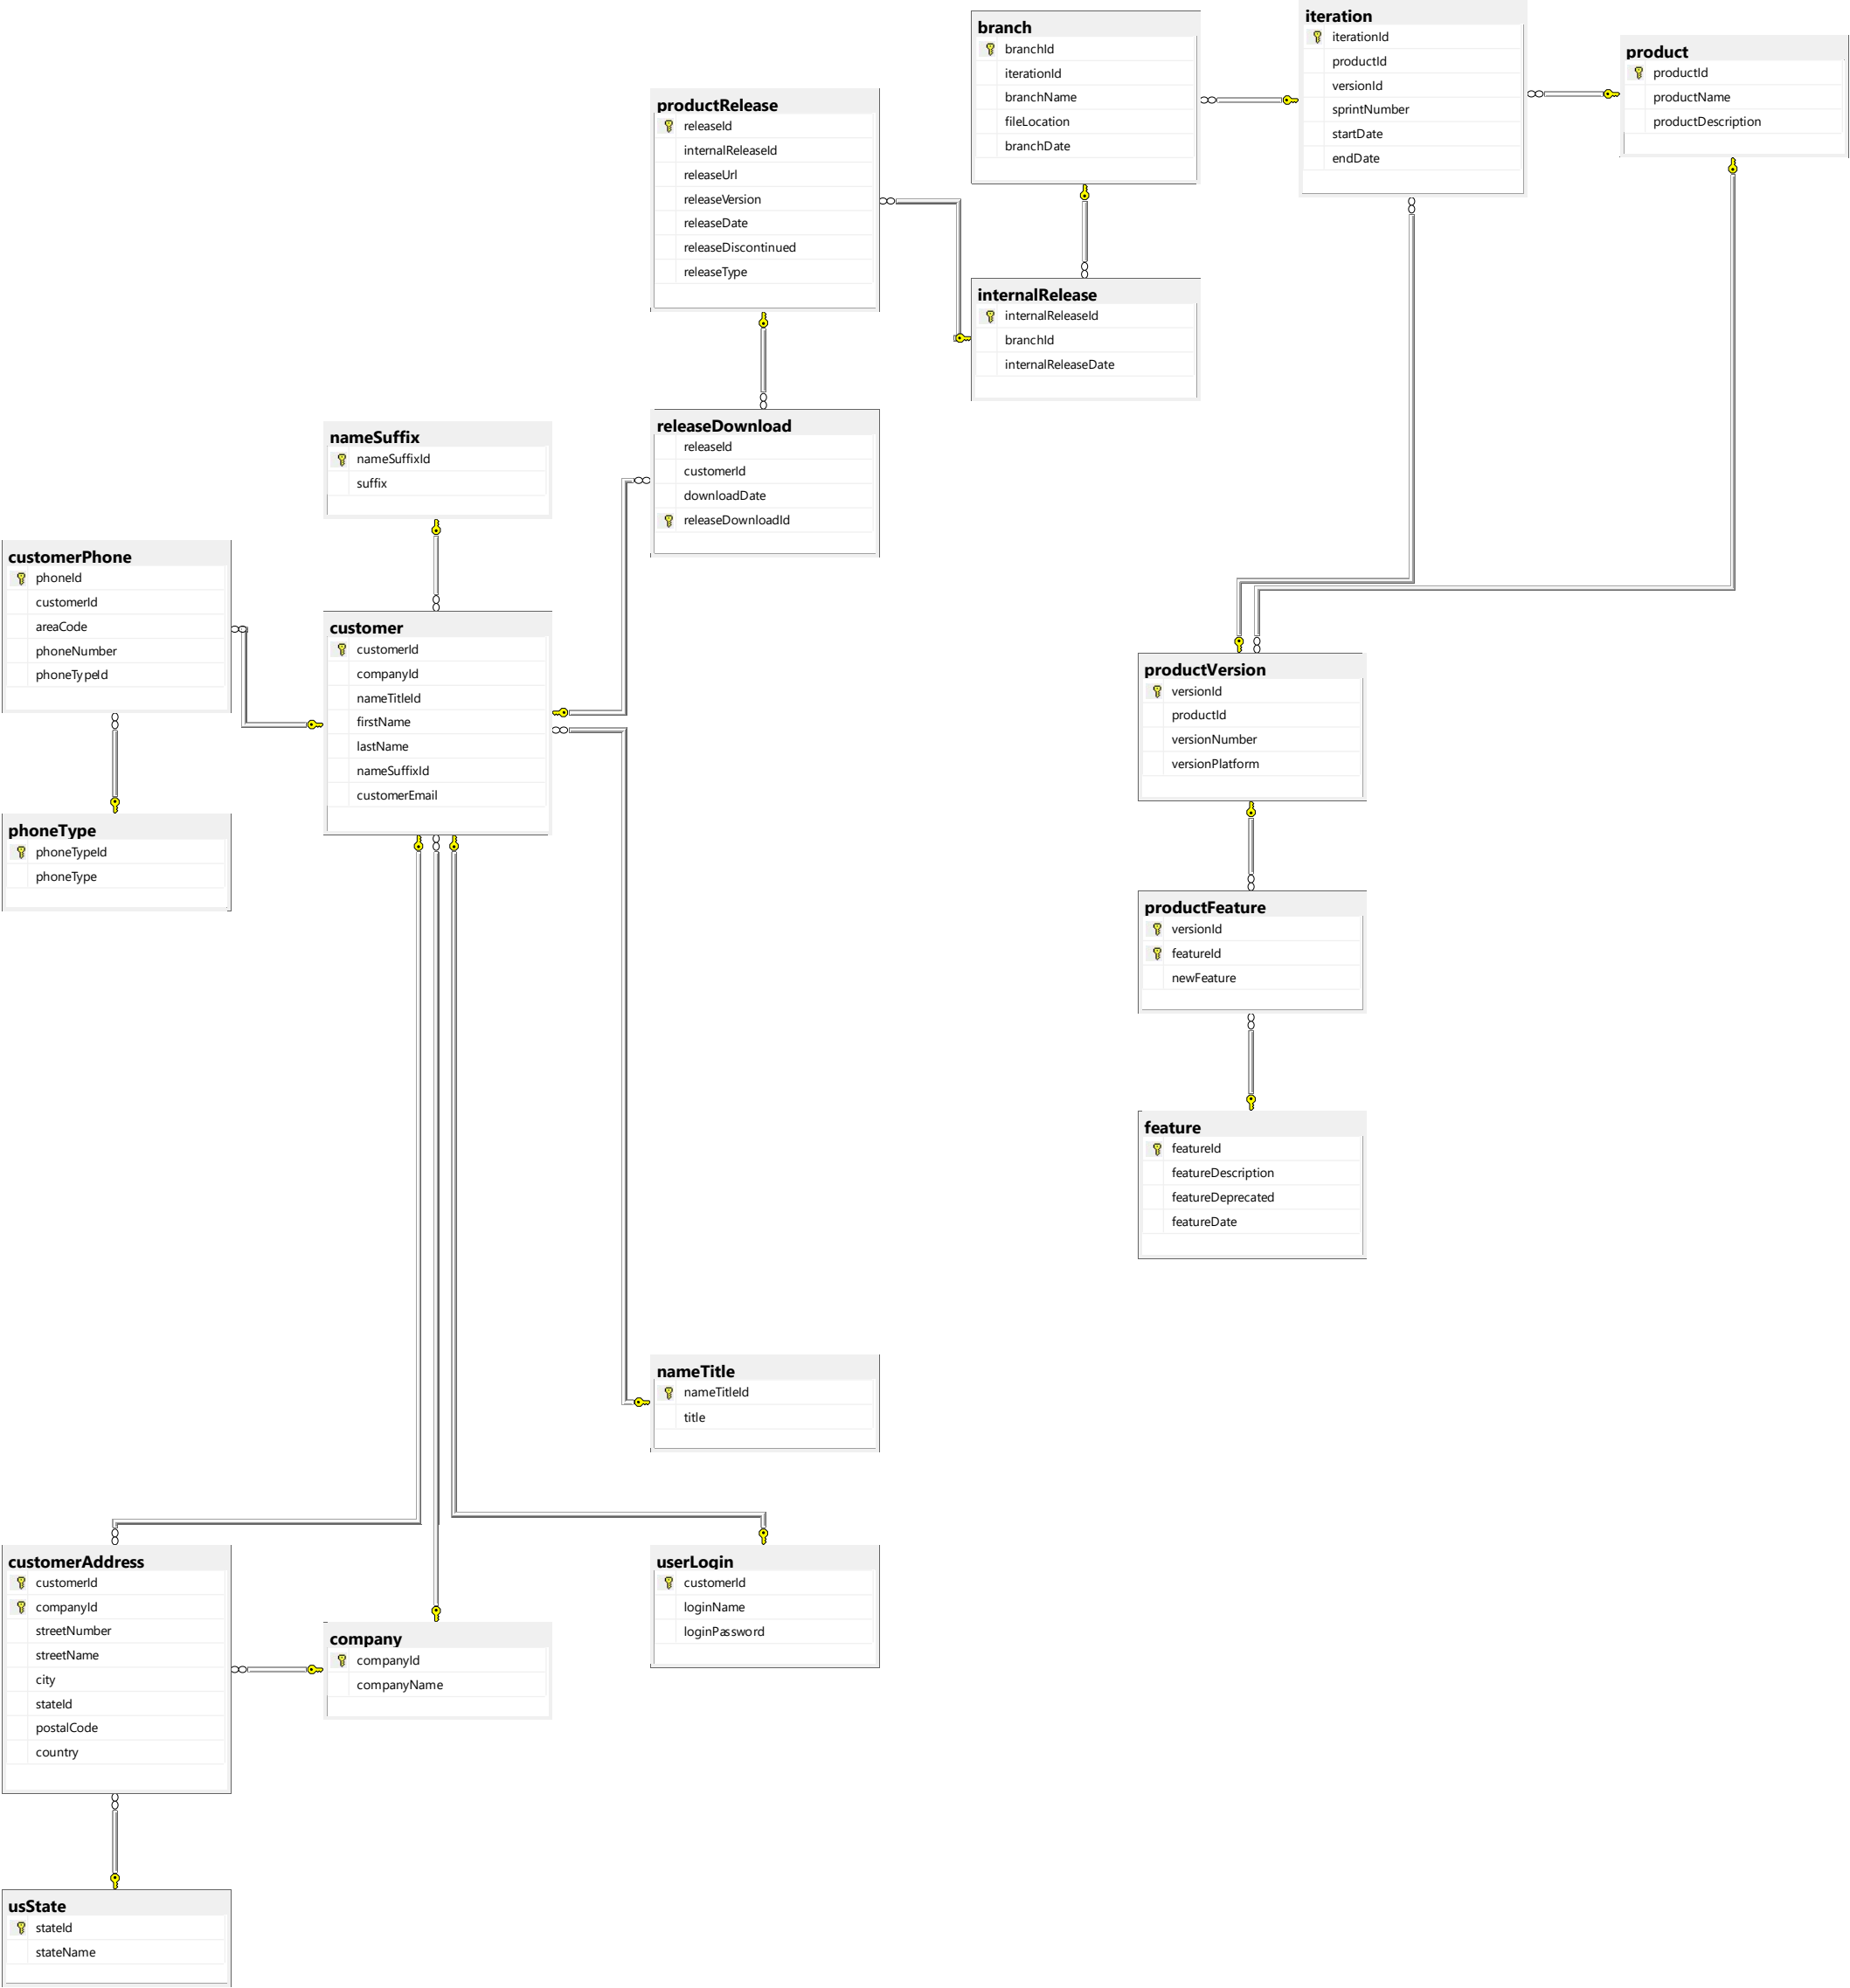 branch
branchId
iterationId
branchName
fileLocation
branchDate
iteration
iterationId
productId
versionId
sprintNumber
startDate
endDate
product
productId
productName
productDescription
productRelease
releaseId
internalReleaseId
releaseUrl
releaseVersion
releaseDate
releaseDiscontinued
releaseType
internalRelease
internalReleaseId
branchId
internalReleaseDate
releaseDownload
releaseId
customerId
downloadDate
releaseDownloadId
nameSuffix
nameSuffixId
suffix
customerPhone
phoneId
customerId
areaCode
phoneNumber
phoneTypeId
customer
customerId
companyId
nameTitleId
firstName
lastName
nameSuffixId
customerEmail
productVersion
versionId
productId
versionNumber
versionPlatform
phoneType
phoneTypeId
phoneType
productFeature
versionId
featureId
newFeature
feature
featureId
featureDescription
featureDeprecated
featureDate
nameTitle
nameTitleId
title
customerAddress
customerId
companyId
streetNumber
streetName
city
stateId
postalCode
country
company
companyId
companyName
userLogin
customerId
loginName
loginPassword
usState
stateId
stateName